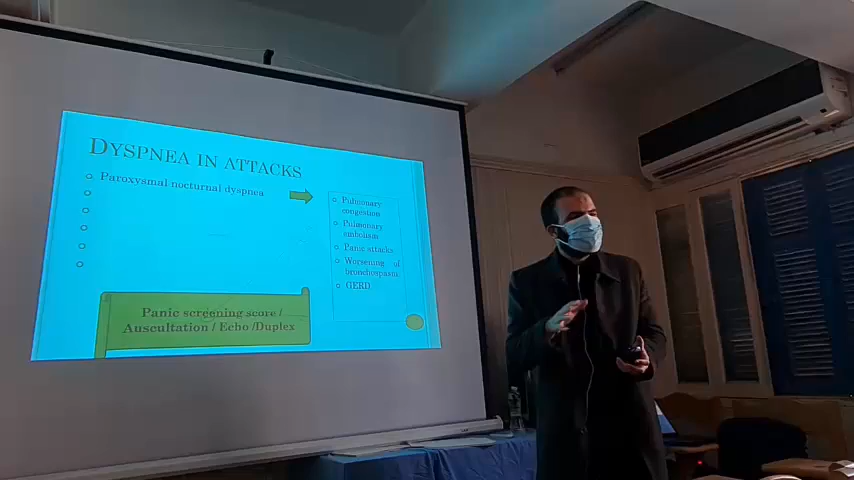 DYSPNEA IN ATTACKS
Paroxysmal nocturnal dyspnea
Pulmonary
congestion
Pulmonary
embolism
Panic attacks
Worsening of
bronchospasm
GERD
Panic screening score /
Auscultation / Echo /Duplex